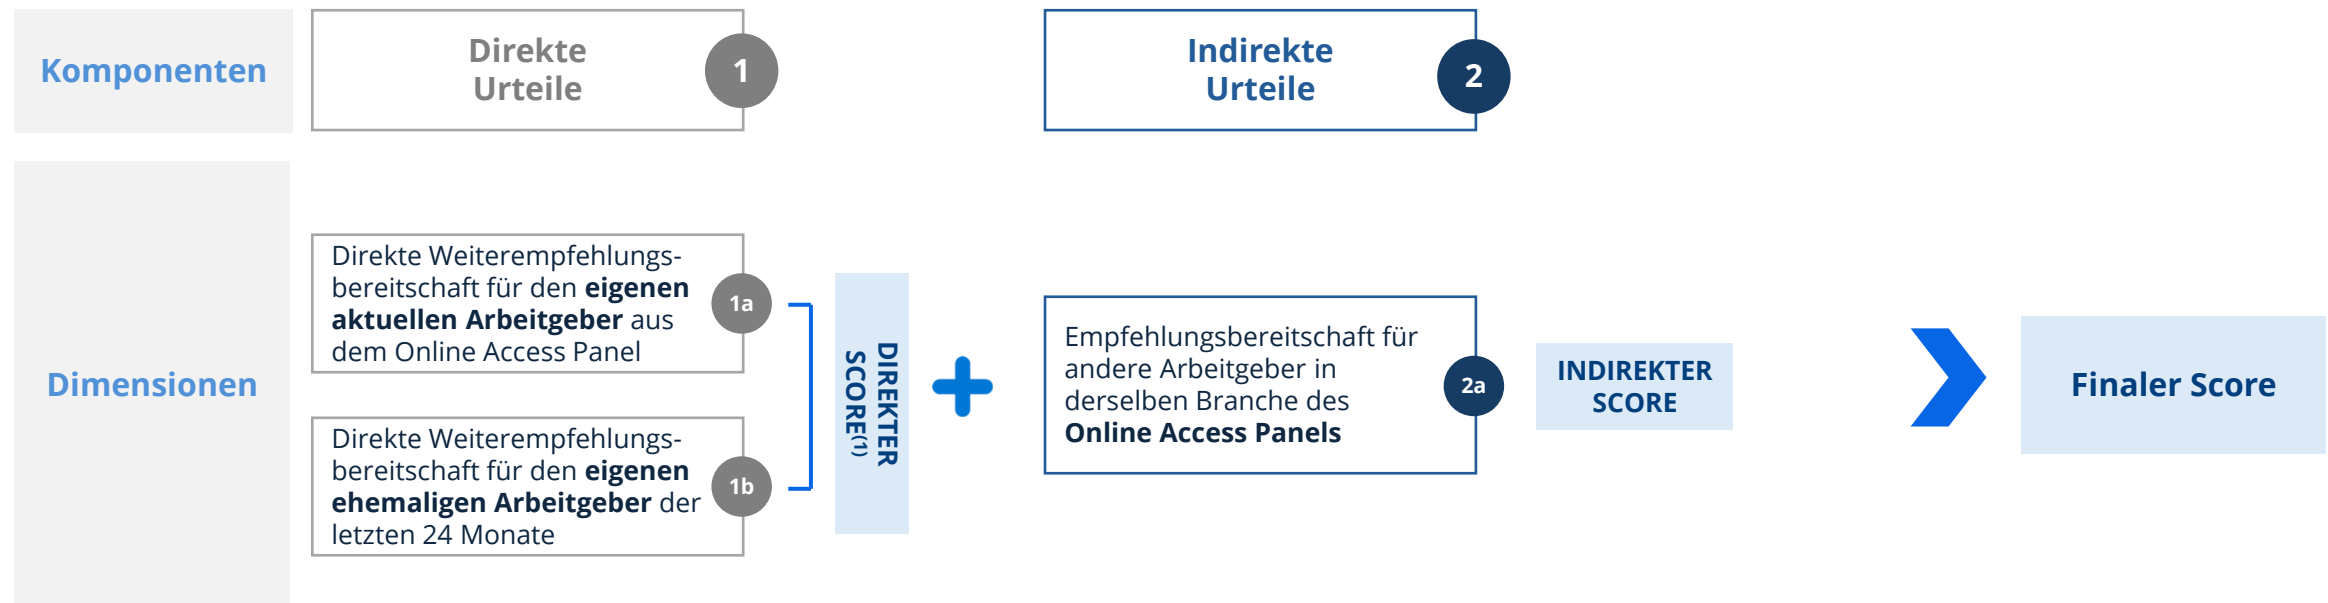 Komponenten
Direkte
Urteile
1
Indirekte
Urteile
2
Dimensionen
Direkte Weiterempfehlungs-
bereitschaft für den eigenen
aktuellen Arbeitgeber aus
dem Online Access Panel
1a
Direkte Weiterempfehlungs-
bereitschaft für den eigenen
ehemaligen Arbeitgeber der
letzten 24 Monate
1b
DIREKTER
SCORE(1)
Empfehlungsbereitschaft für
andere Arbeitgeber in
derselben Branche des
Online Access Panels
2a
INDIREKTER
SCORE
Finaler Score